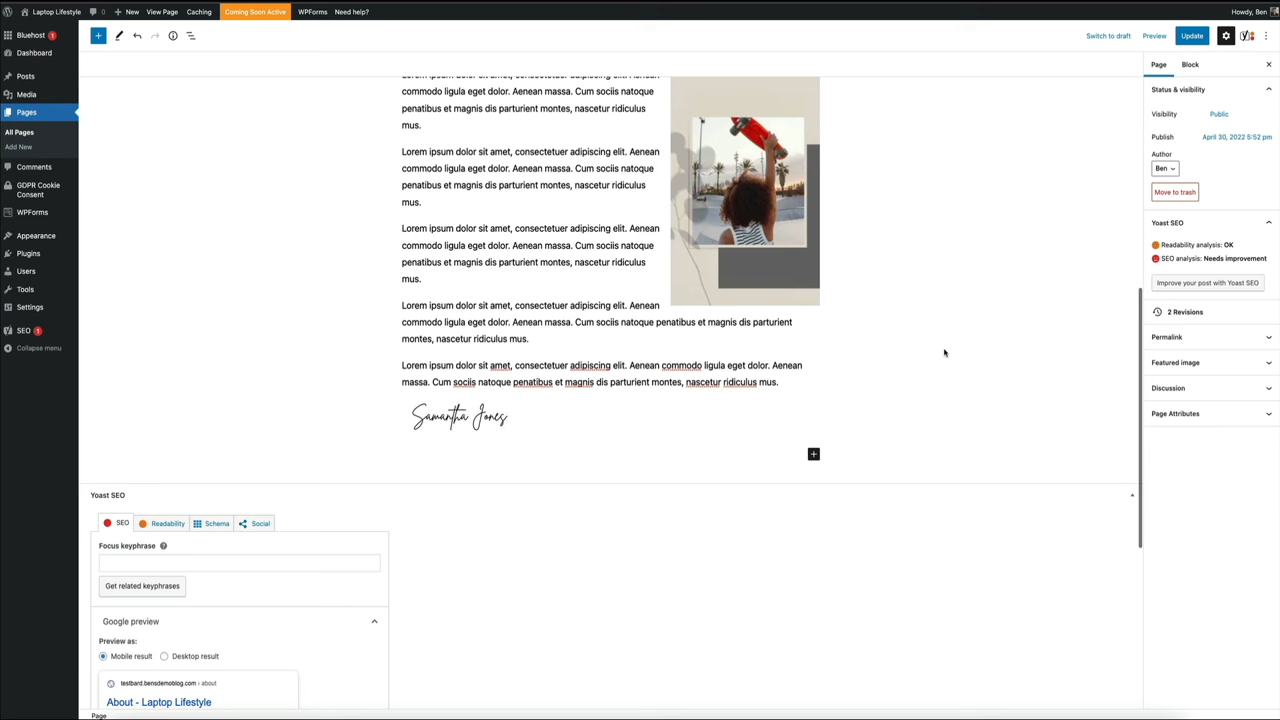 Laptop Lifestyle 0 New View Page Caching Coming Soon Active WPForms Need help? Howdy, Ben
Bluehost 1
Dashboard
Posts
Media
Pages
All Pages
Add New
Comments
GDPR Cookie
Consent
WPForms
Appearance
Plugins
Users
Tools
Settings
SEO 1
Collapse menu
Switch to draft Preview Update
Lorem ipsum dolor sit amet, consectetuer adipiscing elit. Aenean
commodo ligula eget dolor. Aenean massa. Cum sociis natoque
penatibus et magnis dis parturient montes, nascetur ridiculus
mus.
Lorem ipsum dolor sit amet, consectetuer adipiscing elit. Aenean
commodo ligula eget dolor. Aenean massa. Cum sociis natoque
penatibus et magnis dis parturient montes, nascetur ridiculus
mus.
Lorem ipsum dolor sit amet, consectetuer adipiscing elit. Aenean
commodo ligula eget dolor. Aenean massa. Cum sociis natoque
penatibus et magnis dis parturient montes, nascetur ridiculus
mus.
Lorem ipsum dolor sit amet, consectetuer adipiscing elit. Aenean
commodo ligula eget dolor. Aenean massa. Cum sociis natoque penatibus et magnis dis parturient
montes, nascetur ridiculus mus.
Lorem ipsum dolor sit amet, consectetuer adipiscing elit. Aenean commodo ligula eget dolor. Aenean
massa. Cum sociis natoque penatibus et magnis dis parturient montes, nascetur ridiculus mus.
Samantha Jones
Yoast SEO
SEO Readability Schema Social
Focus keyphrase
Get related keyphrases
Google preview
Preview as:
Mobile result Desktop result
testbard.bensdemoblog.com › about
About - Laptop Lifestyle
Page
Page Block
Status & visibility
Visibility Public
Publish April 30, 2022 5:52 pm
Author
Ben
Move to trash
Yoast SEO
Readability analysis: OK
SEO analysis: Needs improvement
Improve your post with Yoast SEO
2 Revisions
Permalink
Featured image
Discussion
Page Attributes